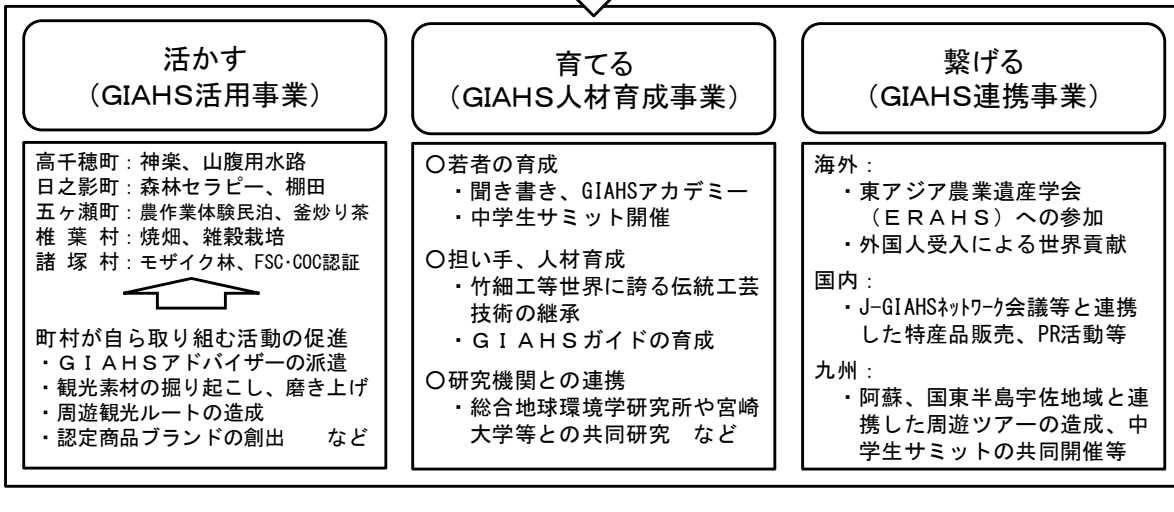 活かす
（GIAHS活用事業）
高千穂町：神楽、山腹用水路
日之影町：森林セラピー、棚田
五ヶ瀬町：農作業体験民泊、釜炒り茶
椎 葉 村：焼畑、雑穀栽培
諸 塚 村：モザイク林、FSC･COC認証
町村が自ら取り組む活動の促進
・ＧＩＡＨＳアドバイザーの派遣
・観光素材の掘り起こし、磨き上げ
・周遊観光ルートの造成
・認定商品ブランドの創出　　など
育てる
（GIAHS人材育成事業）
〇若者の育成
・聞き書き、GIAHSアカデミー
・中学生サミット開催
〇担い手、人材育成
・竹細工等世界に誇る伝統工芸
技術の継承
・ＧＩＡＨＳガイドの育成
〇研究機関との連携
・総合地球環境学研究所や宮崎
大学等との共同研究　など
繋げる
（GIAHS連携事業）
海外：
・東アジア農業遺産学会
（ＥＲＡＨＳ）への参加
・外国人受入による世界貢献
国内：
・J-GIAHSﾈｯﾄﾜｰｸ会議等と連携
した特産品販売、PR活動等
九州：
・阿蘇、国東半島宇佐地域と連
携した周遊ツアーの造成、中
学生サミットの共同開催等